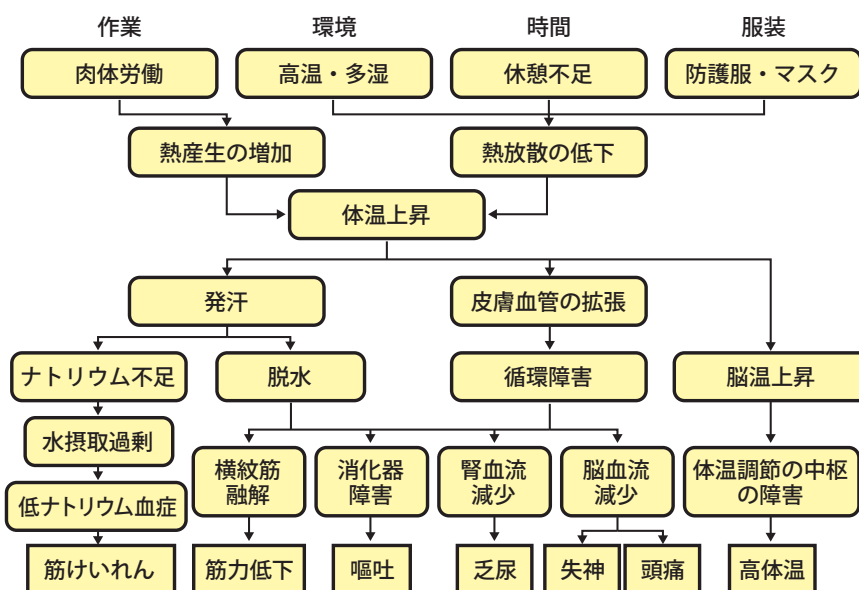 作業
環境
時間
服装
肉体労働
高温・多湿
休憩不足
防護服・マスク
熱産生の増加
熱放散の低下
体温上昇
発汗
皮膚血管の拡張
ナトリウム不足
脱水
循環障害
脳温上昇
水摂取過剰
横紋筋
融解
消化器
障害
腎血流
減少
脳血流
減少
体温調節の中枢
の障害
低ナトリウム血症
筋けいれん
筋力低下
嘔吐
乏尿
失神
頭痛
高体温